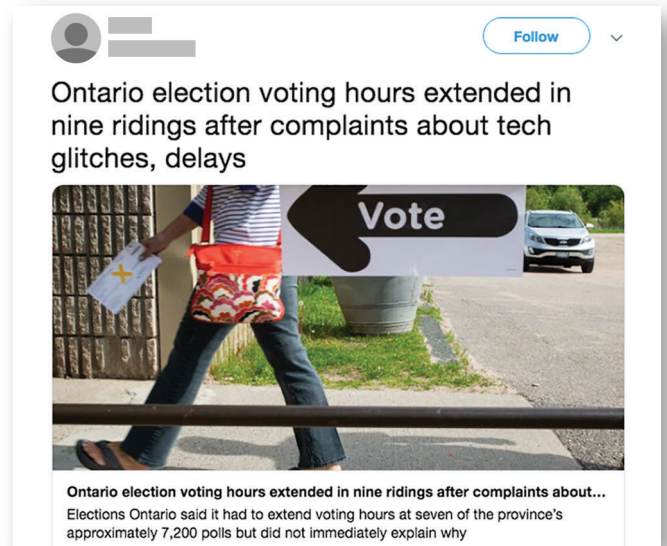 Follow
Ontario election voting hours extended in
nine ridings after complaints about tech
glitches, delays
Vote
Ontario election voting hours extended in nine ridings after complaints about...
Elections Ontario said it had to extend voting hours at seven of the province's
approximately 7,200 polls but did not immediately explain why